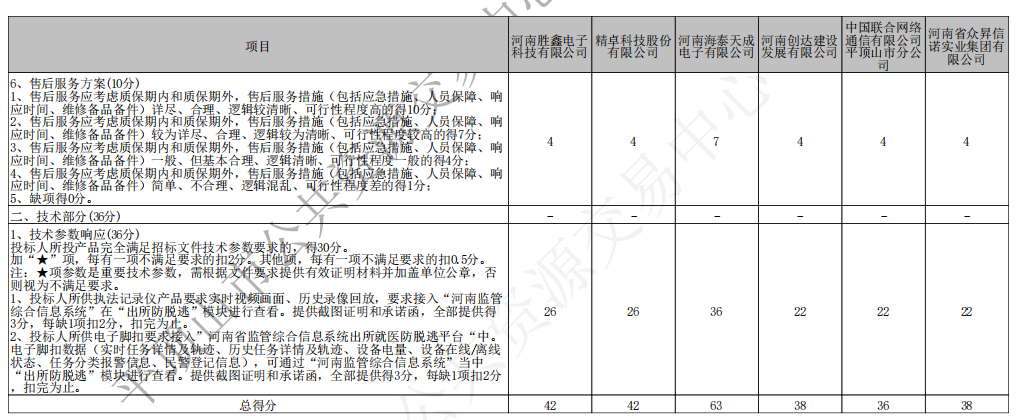 项目
河南胜鑫电子
科技有限公司
精卓科技股份
有限公司
河南海泰天成
电子有限公司
河南创达建设
发展有限公司
中国联合网络
通信有限公司
平顶山市分公
司
河南省众昇信
诺实业集团有
限公司
6、售后服务方案(10分)
1、售后服务应考虑质保期内和质保期外，售后服务措施（包括应急措施、人员保障、响
应时间、维修备品备件）详尽、合理、逻辑较清晰、可行性程度高的得10分；
2、售后服务应考虑质保期内和质保期外，售后服务措施（包括应急措施、人员保障、响
应时间、维修备品备件）较为详尽、合理、逻辑较为清晰、可行性程度较高的得7分；
3、售后服务应考虑质保期内和质保期外，售后服务措施（包括应急措施、人员保障、响
应时间、维修备品备件）一般、但基本合理、逻辑清晰、可行性程度一般的得4分；
4、售后服务应考虑质保期内和质保期外，售后服务措施（包括应急措施、人员保障、响
应时间、维修备品备件）简单、不合理、逻辑混乱、可行性程度差的得1分；
5、缺项得0分。
4 4 7 4 4 4
二、技术部分(36分)
– – – – – –
1、技术参数响应(36分)
投标人所投产品完全满足招标文件技术参数要求的，得30分。
加“★”项，每有一项不满足要求的扣2分。其他项，每有一项不满足要求的扣0.5分。
注：★项参数是重要技术参数，需根据文件要求提供有效证明材料并加盖单位公章，否
则视为不满足要求。
1、投标人所供执法记录仪产品要求实时视频画面、历史录像回放，要求接入“河南监管
综合信息系统”在“出所防脱逃”模块进行查看。提供截图证明和承诺函，全部提供得
3分，每缺1项扣2分，扣完为止。
2、投标人所供电子脚扣要求接入”河南省监管综合信息系统出所就医防脱逃平台“中。
电子脚扣数据（实时任务详情及轨迹、历史任务详情及轨迹、设备电量、设备在线/离线
状态、任务分类报警信息、民警登记信息），可通过“河南监管综合信息系统”当中
“出所防脱逃”模块进行查看。提供截图证明和承诺函，全部提供得3分，每缺1项扣2分
，扣完为止。
26 26 36 22 22 22
总得分
42 42 63 38 36 38
平顶山市公共资源交易中心
公共资源交易中心